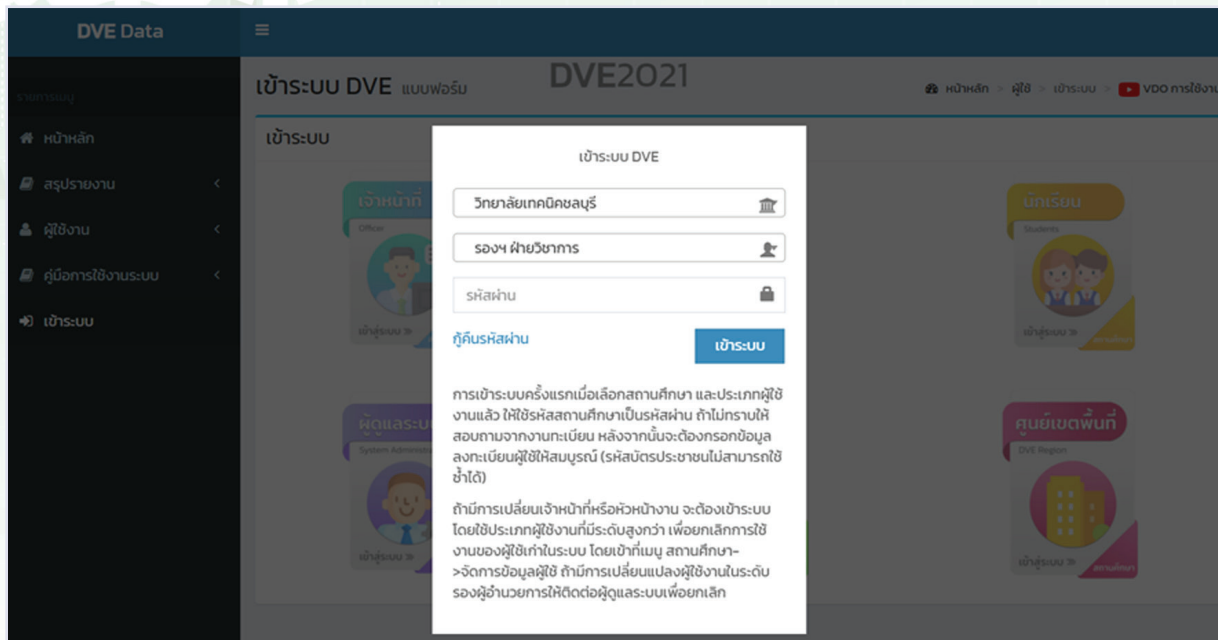 DVE Data
รายการเมนู
หน้าหลัก
สรุปรายงาน
ผู้ใช้งาน
คู่มือการใช้งานระบบ
เข้าระบบ
เข้าระบบ DVE แบบฟอร์ม
DVE2021
หน้าหลัก > ผู้ใช้ > เข้าระบบ > VDO การใช้งาน
เข้าระบบ
เจ้าหน้าที่
Officer
เข้าสู่ระบบ >>
นักเรียน
Students
เข้าสู่ระบบ >>
สถานศึกษา
ผู้ดูแลระบ
System Administ
เข้าสู่ระบบ >>
ศูนย์เขตพื้นที่
DVE Region
เข้าสู่ระบบ >>
สถานศึกษา
เข้าระบบ DVE
วิทยาลัยเทคนิคชลบุรี
รองฯ ฝ่ายวิชาการ
รหัสผ่าน
กู้คืนรหัสผ่าน
เข้าระบบ
การเข้าระบบครั้งแรกเมื่อเลือกสถานศึกษา และประเภทผู้ใช้
งานแล้ว ให้ใช้รหัสสถานศึกษาเป็นรหัสผ่าน ถ้าไม่ทราบให้
สอบถามจากงานทะเบียน หลังจากนั้นจะต้องกรอกข้อมูล
ลงทะเบียนผู้ใช้ให้สมบูรณ์ (รหัสบัตรประชาชนไม่สามารถใช้
ซ้ำได้)
ถ้ามีการเปลี่ยนเจ้าหน้าที่หรือหัวหน้างาน จะต้องเข้าระบบ
โดยใช้ประเภทผู้ใช้งานที่มีระดับสูงกว่า เพื่อยกเลิกการใช้
งานของผู้ใช้เก่าในระบบ โดยเข้าที่เมนู สถานศึกษา-
>จัดการข้อมูลผู้ใช้ ถ้ามีการเปลี่ยนแปลงผู้ใช้งานในระดับ
รองผู้อำนวยการให้ติดต่อผู้ดูแลระบบเพื่อยกเลิก